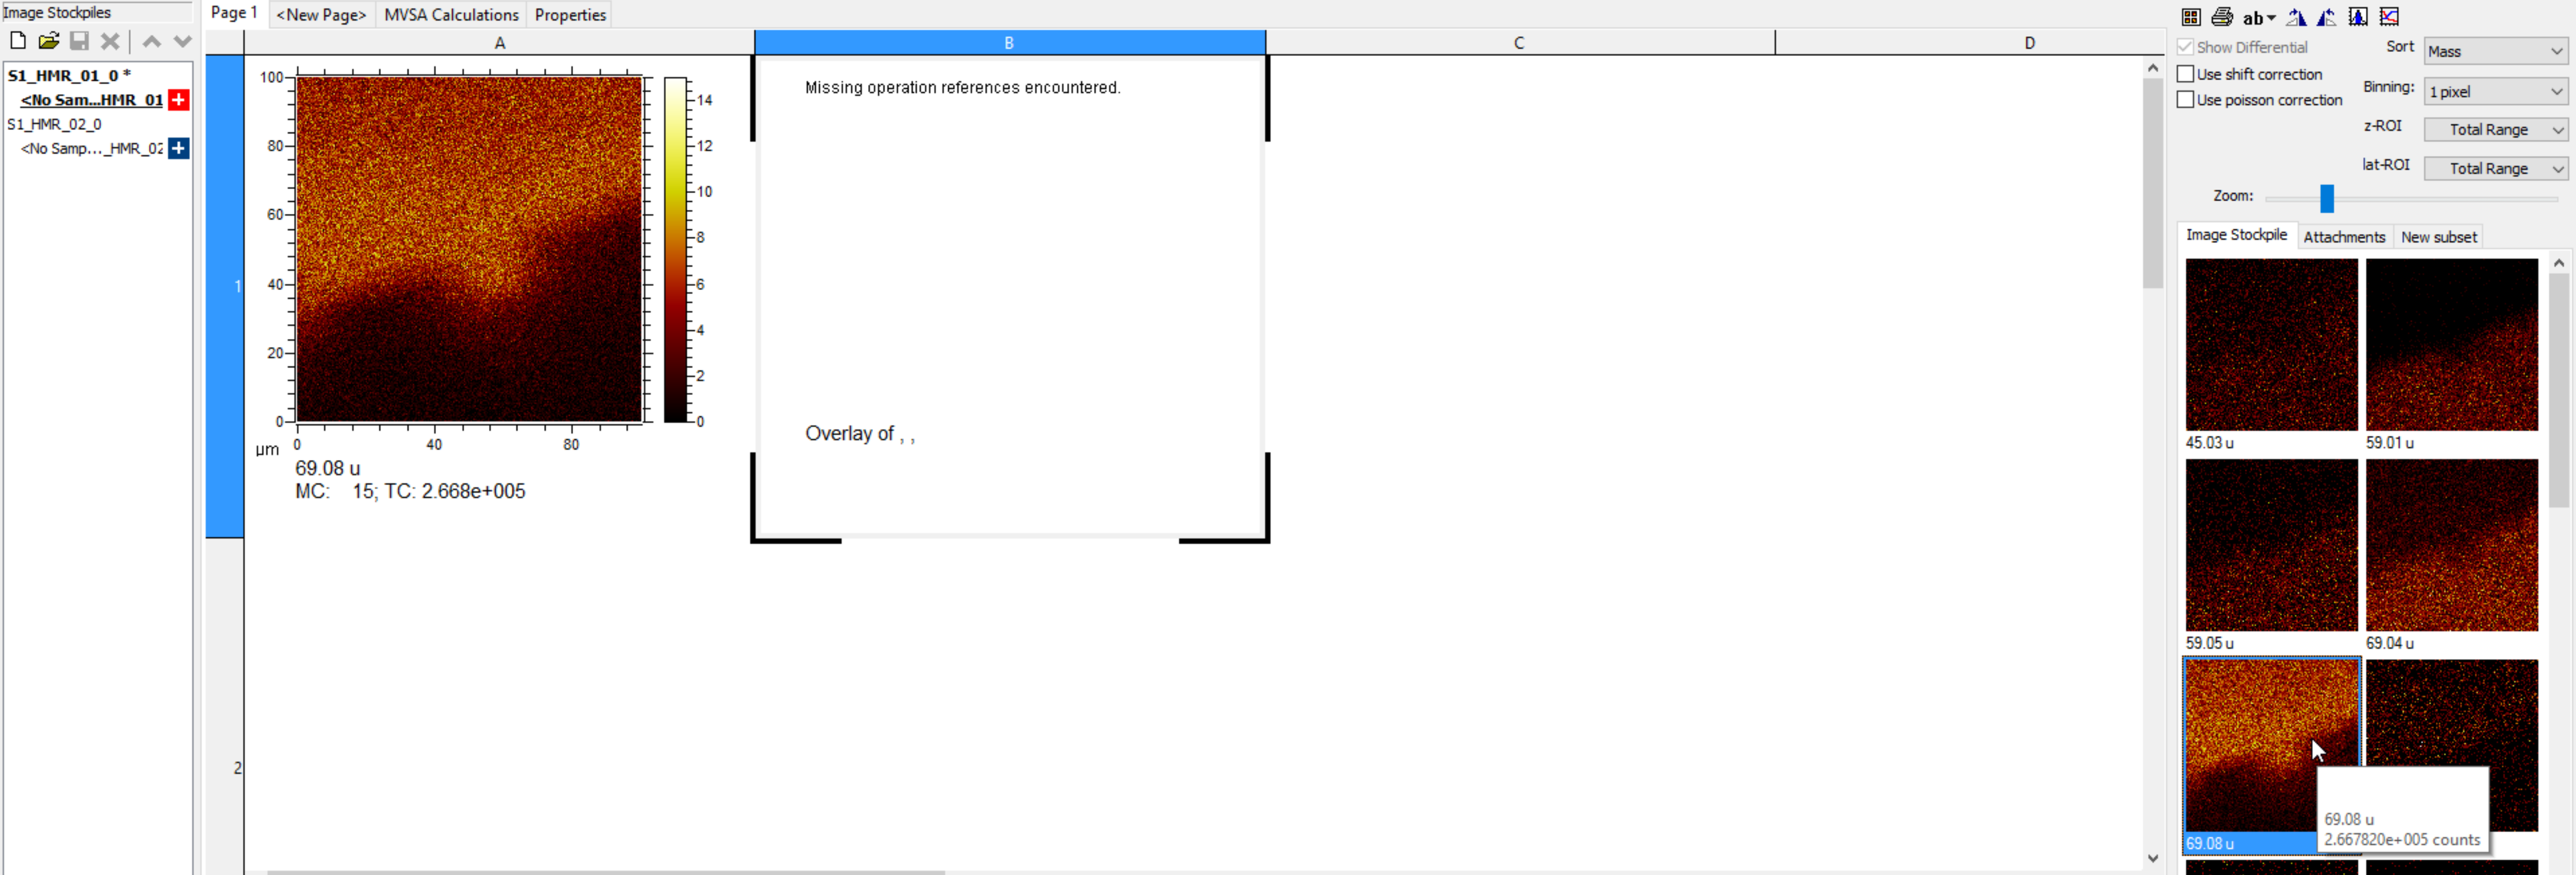 Image Stockpiles
S1_HMR_01_0 *
<No Sam...HMR_01
S1_HMR_02_0
<No Samp..._HMR_02
Page 1 <New Page> MVSA Calculations Properties
A B C D
1
2
100
80
60
40
20
0
µm 0 40 80
14
12
10
8
6
4
2
0
69.08 u
MC: 15; TC: 2.668e+005
Missing operation references encountered.
Overlay of , ,
ab
Show Differential
Use shift correction
Use poisson correction
Sort Mass
Binning: 1 pixel
z-ROI Total Range
lat-ROI Total Range
Zoom:
Image Stockpile Attachments New subset
45.03 u 59.01 u
59.05 u 69.04 u
69.08 u
69.08 u
2.667820e+005 counts